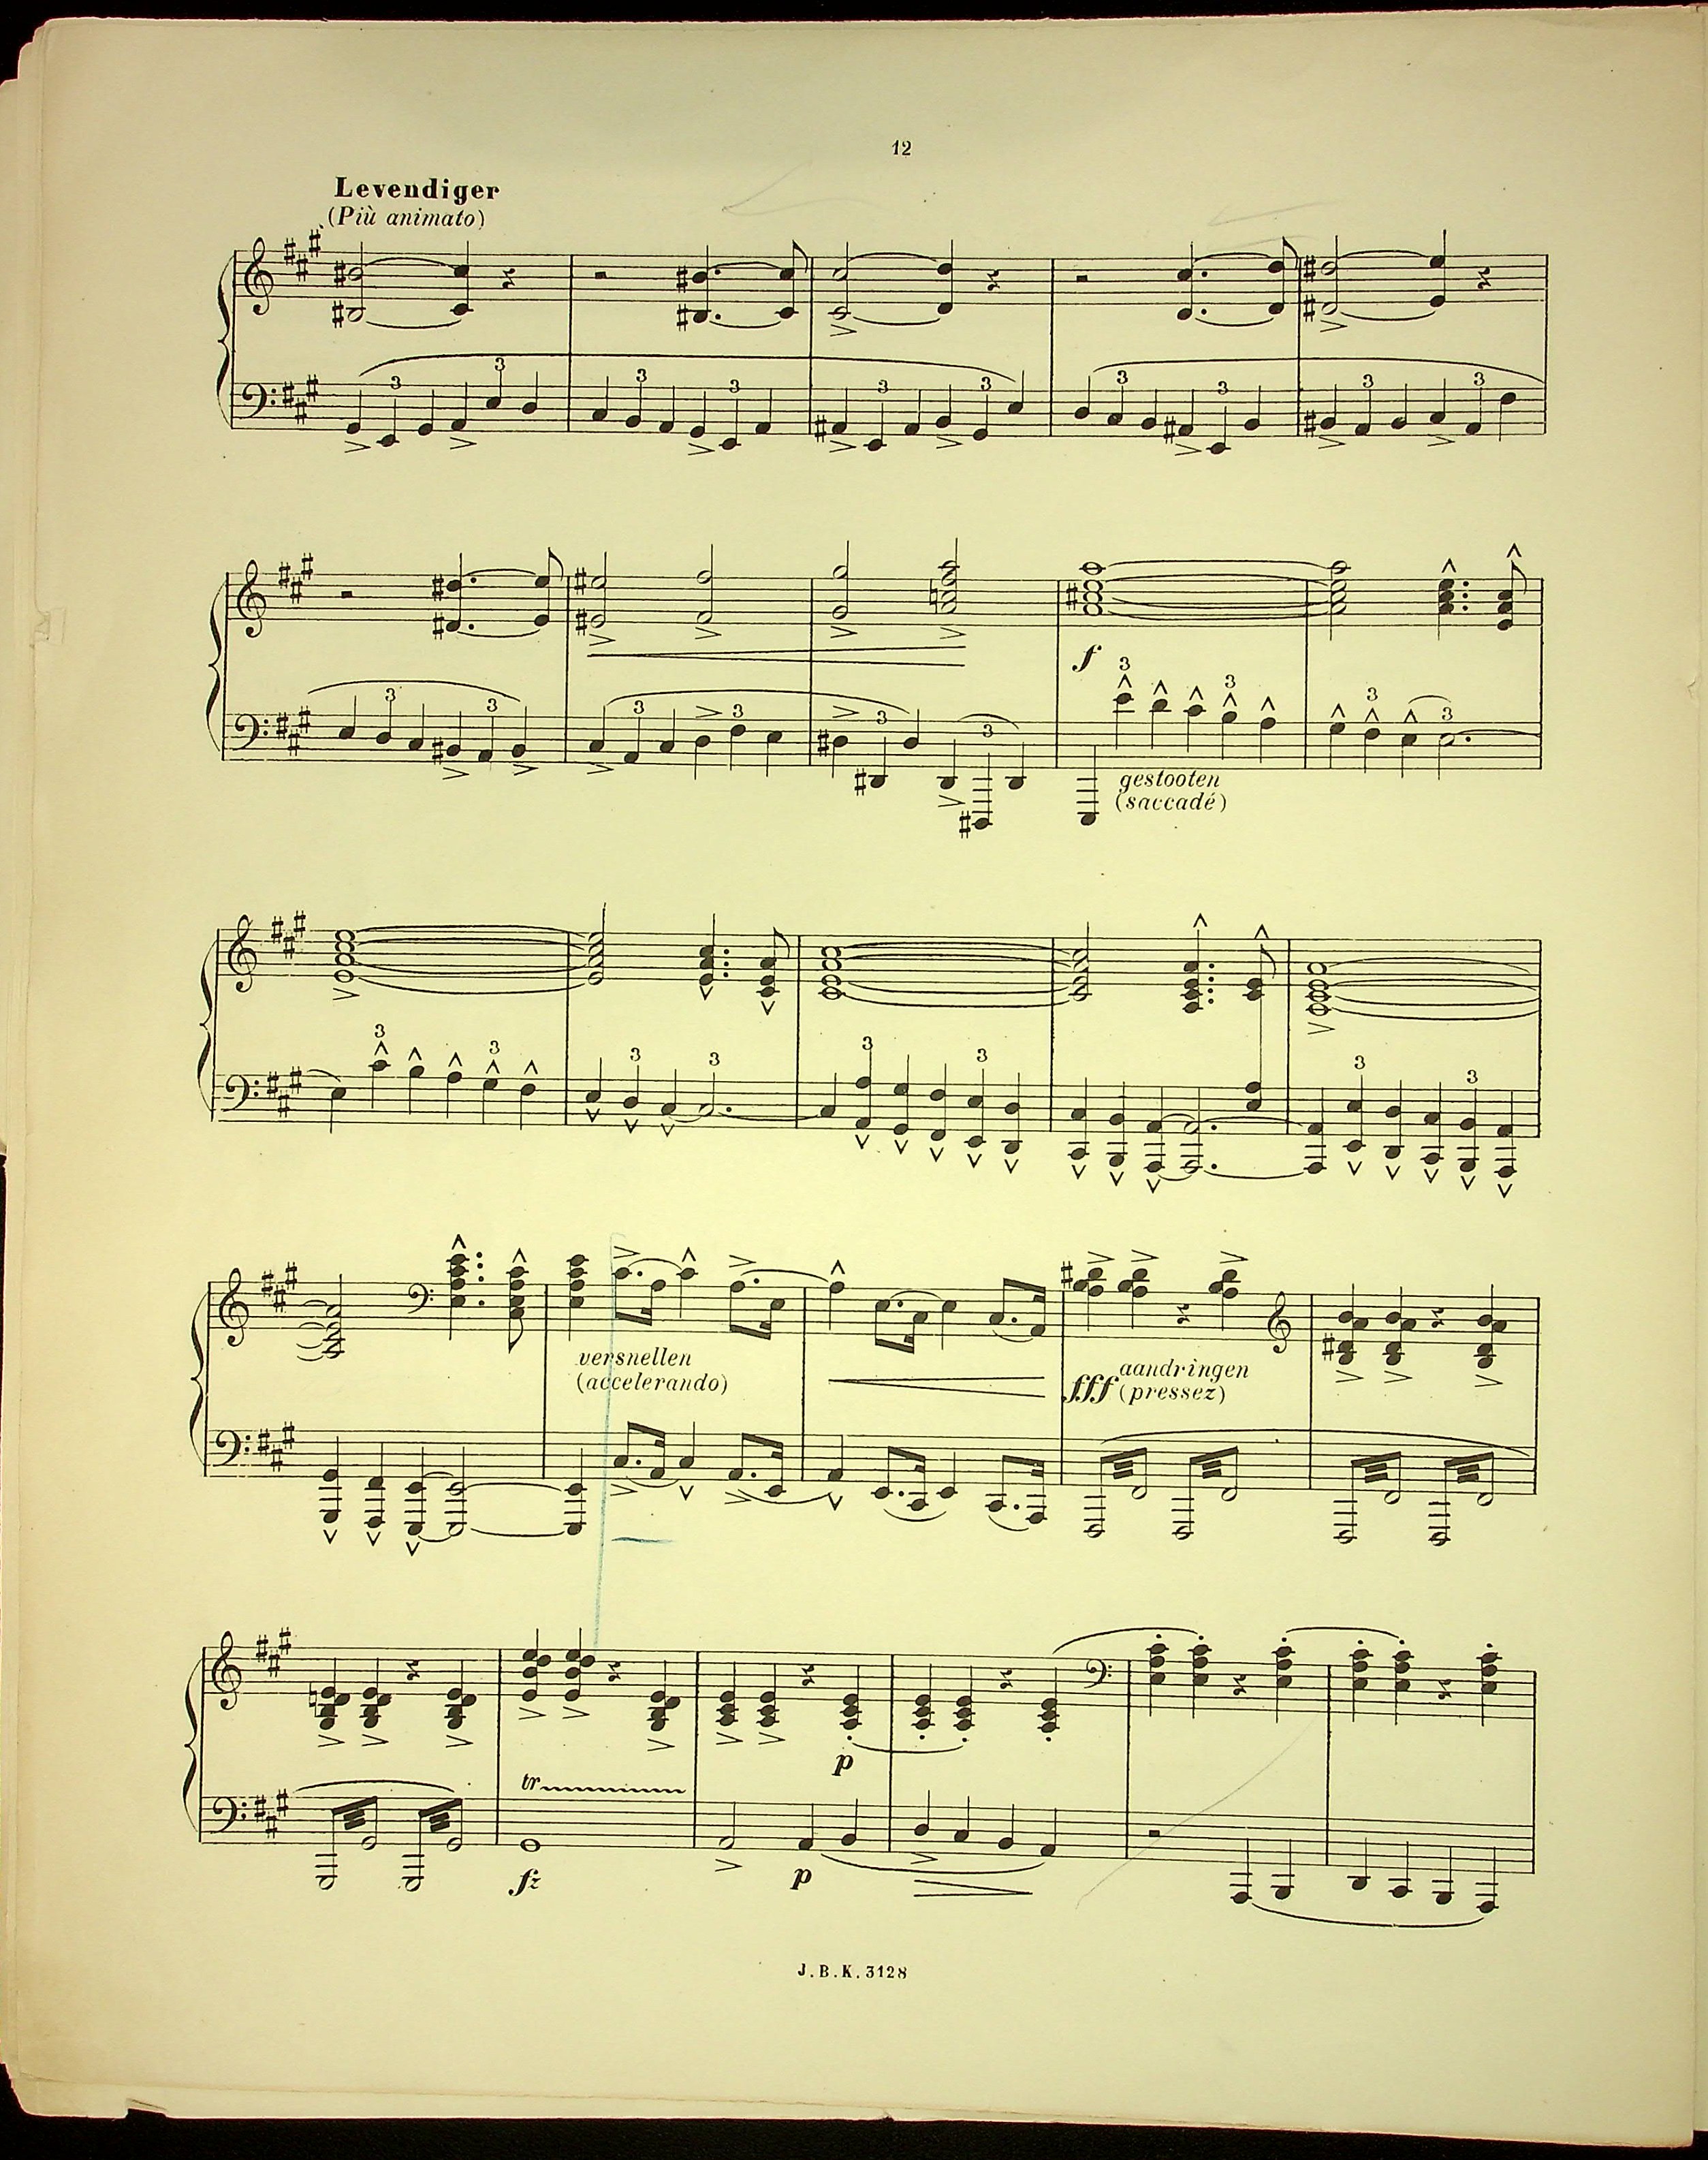 12
Levendiger
(Più animato)
3 3 3 3 3 3 3 3 3 3
3 3 3 3 3 3
f 3 3 3 3
gestooten
(saccadé)
3 3 3 3 3 3 3 3
versnellen
(accelerando)
fff aandringen
(pressez)
tr
p
fz p
J.B.K. 3128